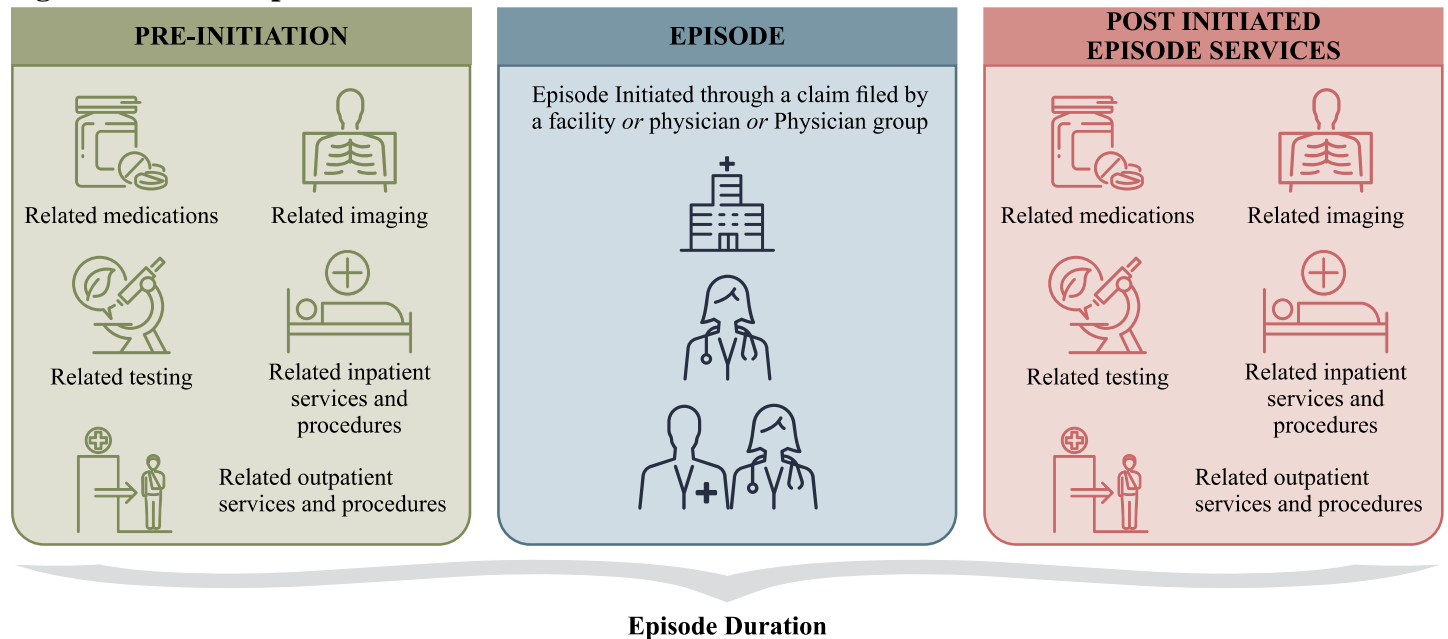 PRE-INITIATION
Related medications
Related imaging
Related testing
Related inpatient
services and
procedures
Related outpatient
services and procedures
EPISODE
Episode Initiated through a claim filed by
a facility or physician or Physician group
POST INITIATED
EPISODE SERVICES
Related medications
Related imaging
Related testing
Related inpatient
services and
procedures
Related outpatient
services and procedures
Episode Duration